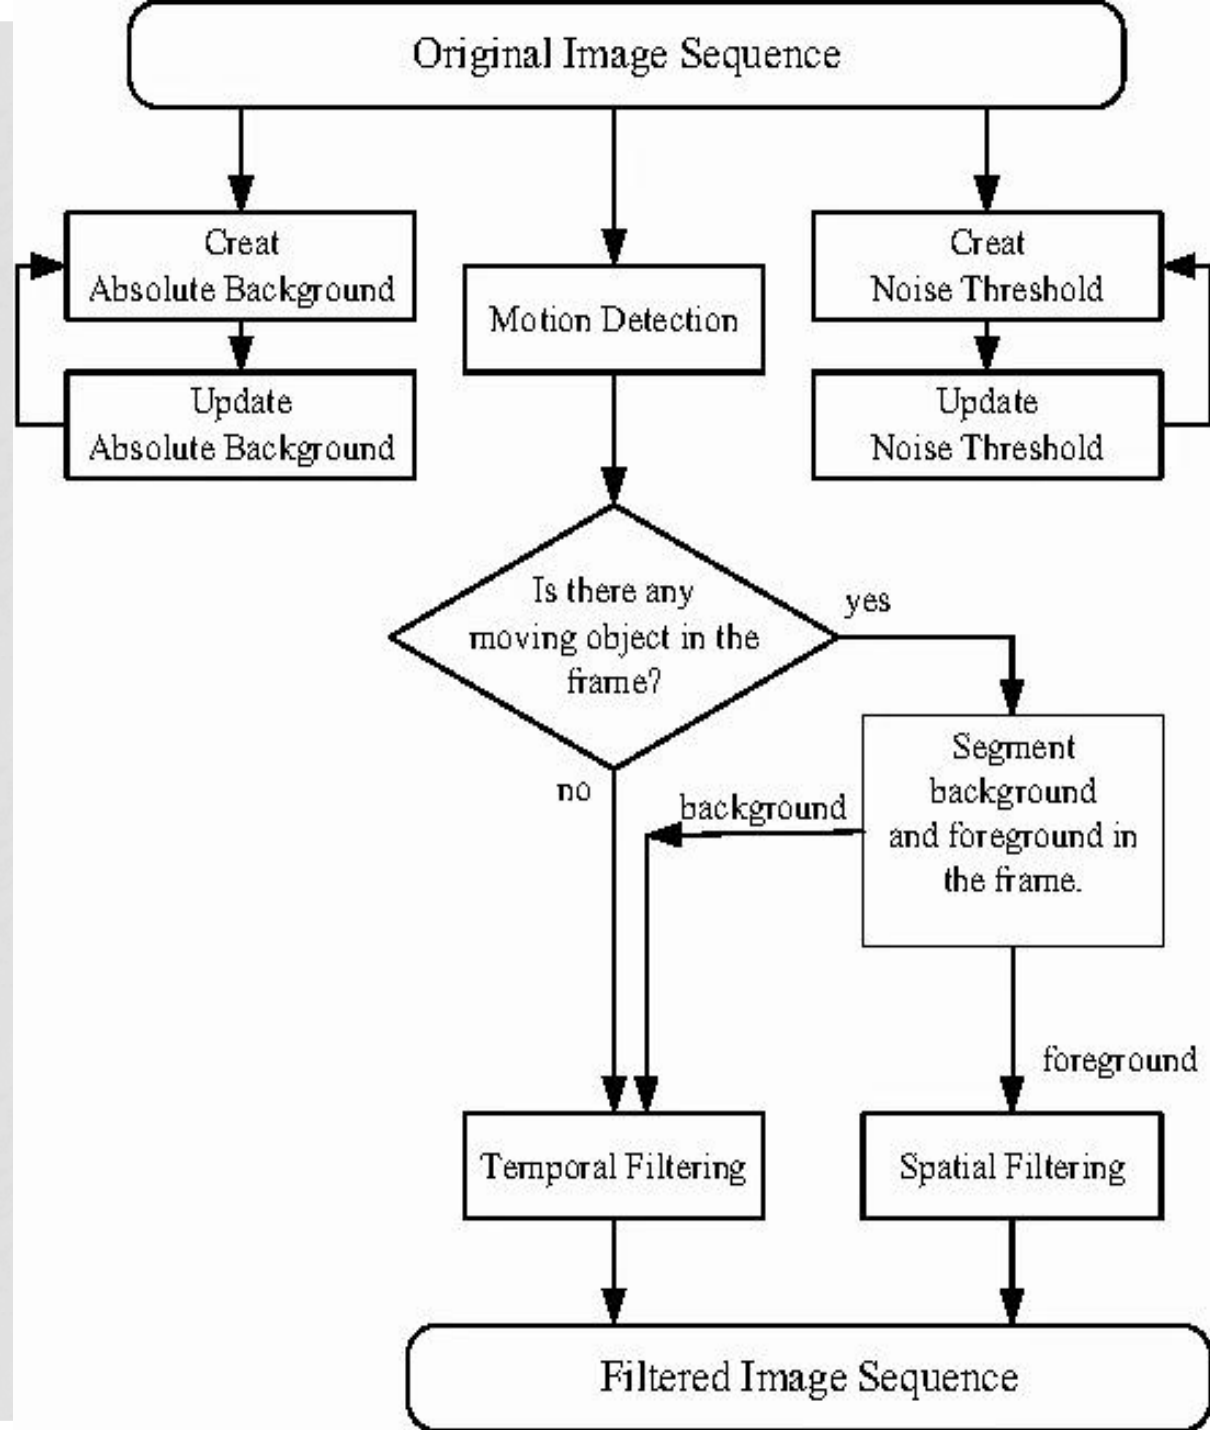 Original Image Sequence
Creat
Absolute Background
Motion Detection
Creat
Noise Threshold
Update
Absolute Background
Update
Noise Threshold
Is there any
moving object in the
frame?
yes
no
Segment
background
and foreground in
the frame.
background
foreground
Temporal Filtering
Spatial Filtering
Filtered Image Sequence